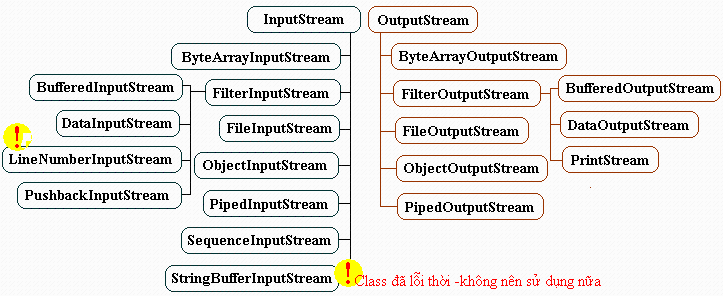 InputStream
OutputStream
ByteArrayInputStream
ByteArrayOutputStream
BufferedInputStream
FilterInputStream
FilterOutputStream
BufferedOutputStream
DataInputStream
FileInputStream
FileOutputStream
DataOutputStream
!
LineNumberInputStream
ObjectInputStream
ObjectOutputStream
PrintStream
PushbackInputStream
PipedInputStream
PipedOutputStream
SequenceInputStream
StringBufferInputStream
!
Class đã lỗi thời -không nên sử dụng nữa